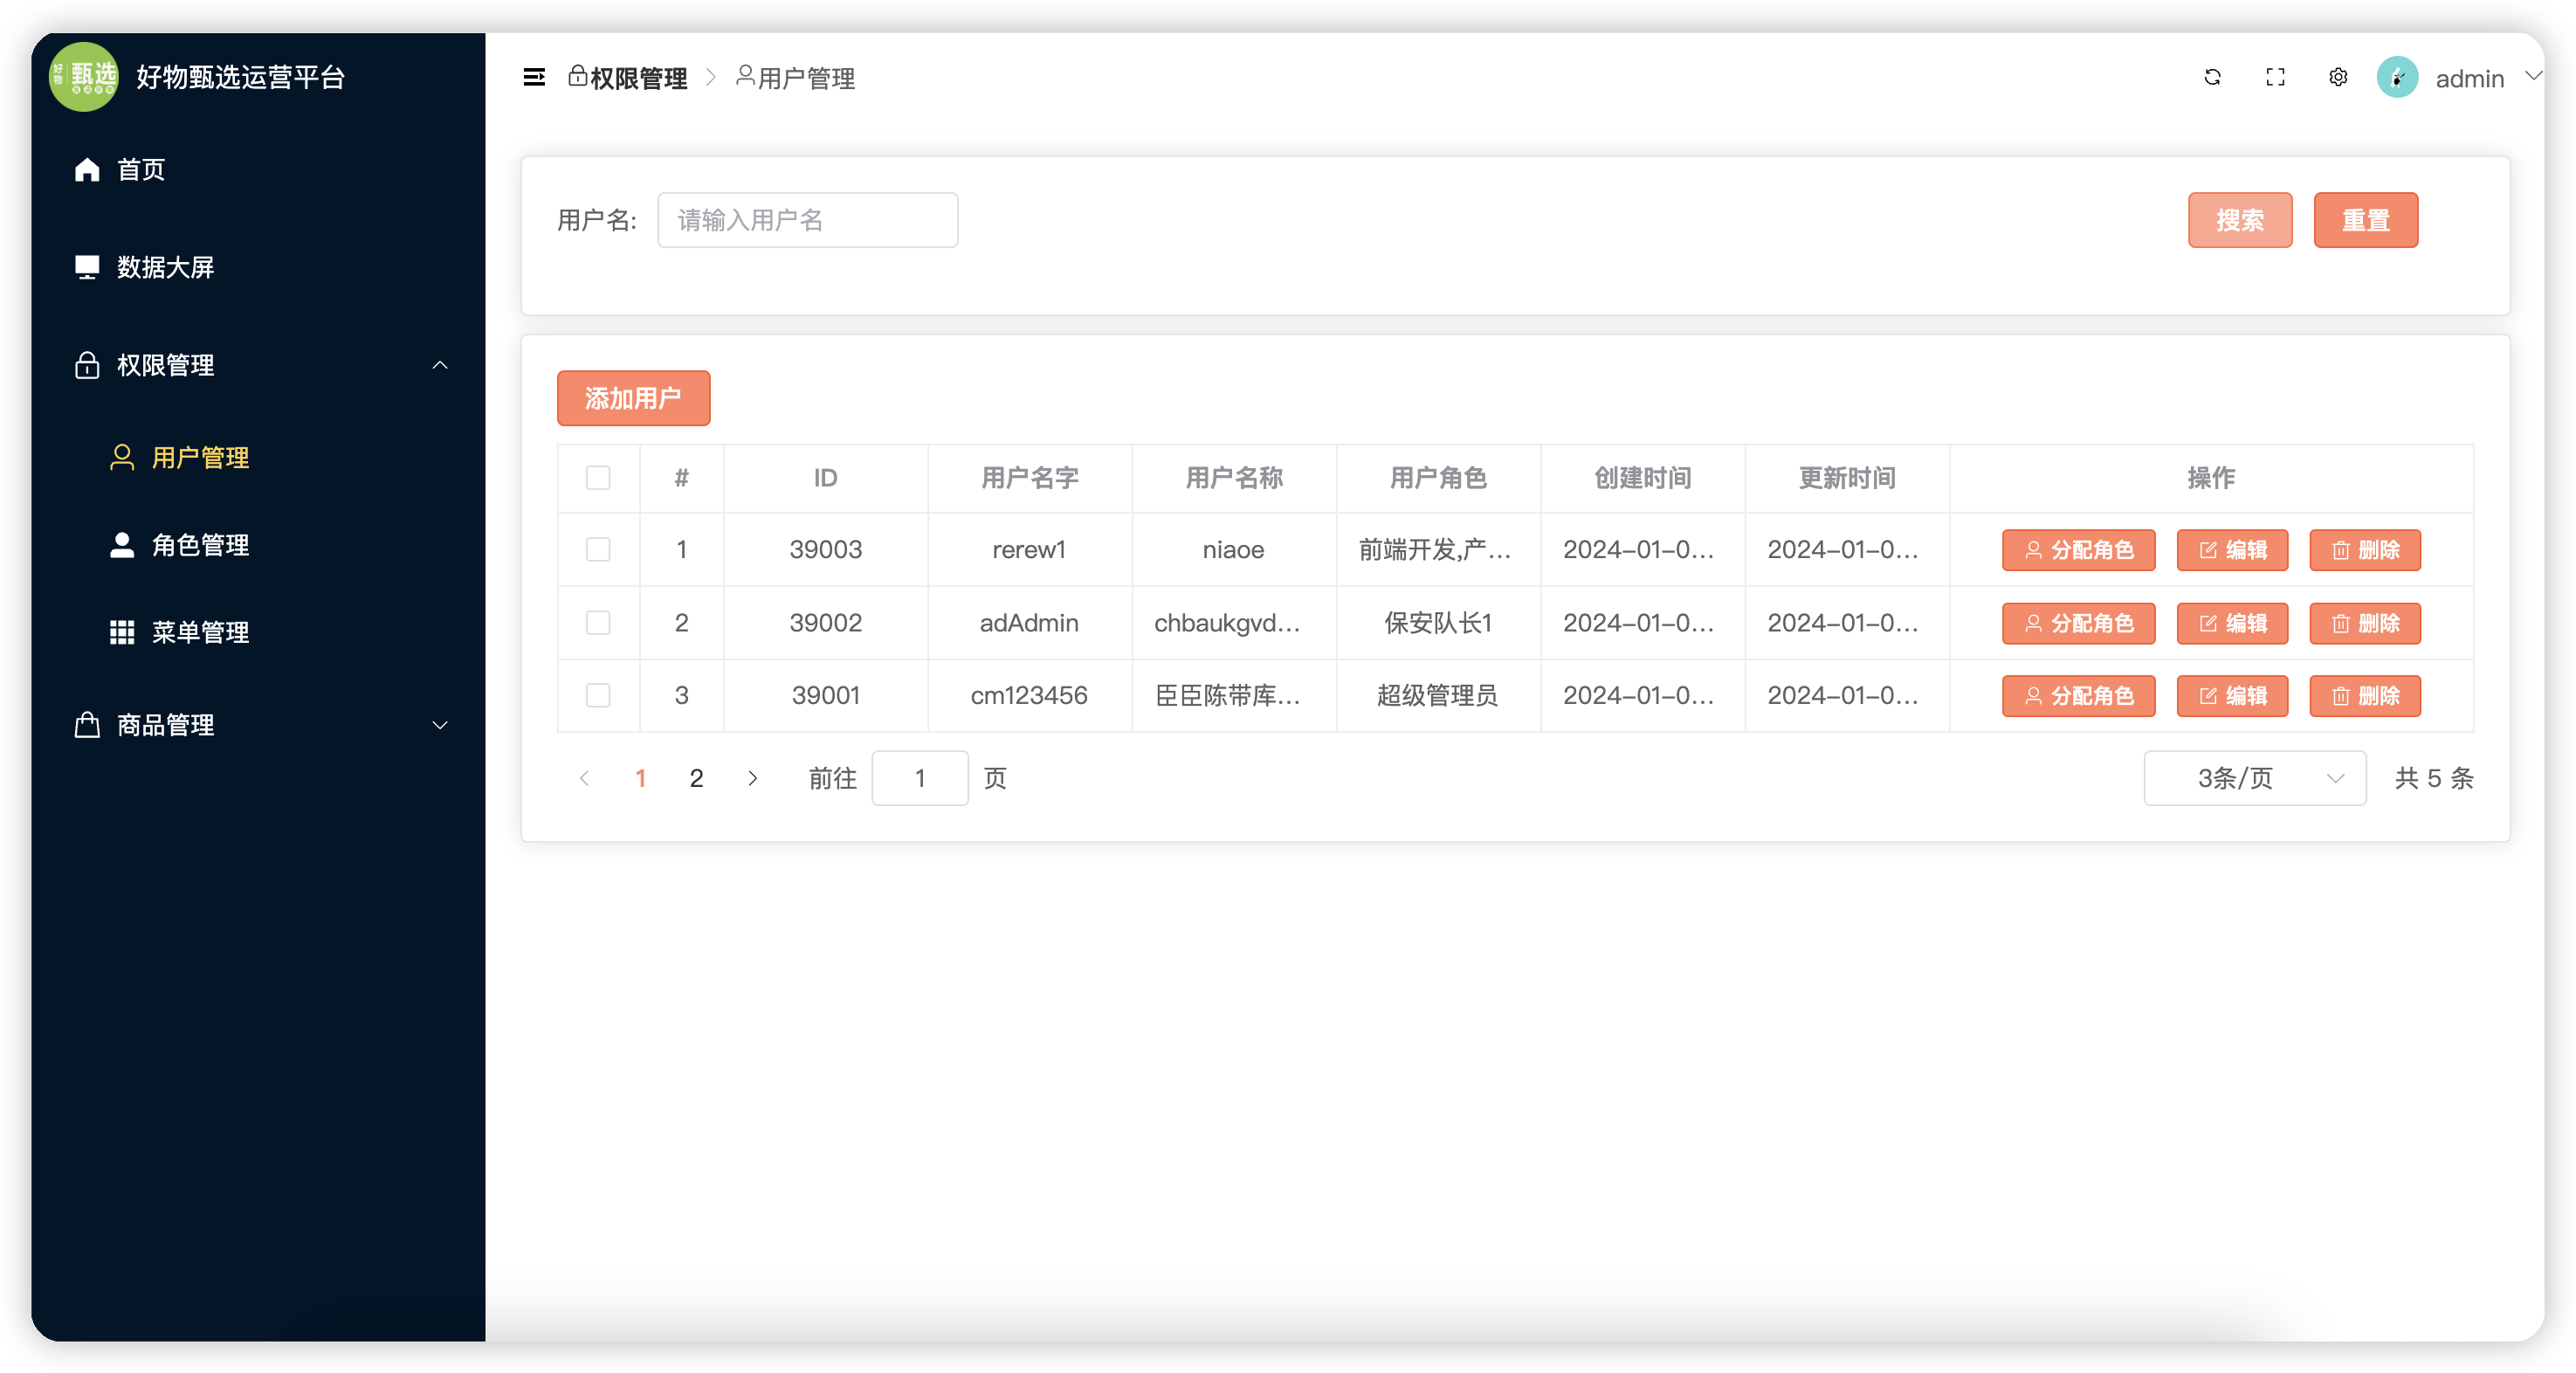 好物 甄选
好物甄选运营平台
权限管理 用户管理
admin
首页
数据大屏
权限管理
用户管理
角色管理
菜单管理
商品管理
用户名: 请输入用户名 搜索 重置
添加用户
# ID 用户名字 用户名称 用户角色 创建时间 更新时间 操作
1 39003 rerew1 niaoe 前端开发,产... 2024-01-0... 2024-01-0... 分配角色 编辑 删除
2 39002 adAdmin chbaukgvd... 保安队长1 2024-01-0... 2024-01-0... 分配角色 编辑 删除
3 39001 cm123456 臣臣陈带库... 超级管理员 2024-01-0... 2024-01-0... 分配角色 编辑 删除
1 2 前往 1 页 3条/页 共 5 条